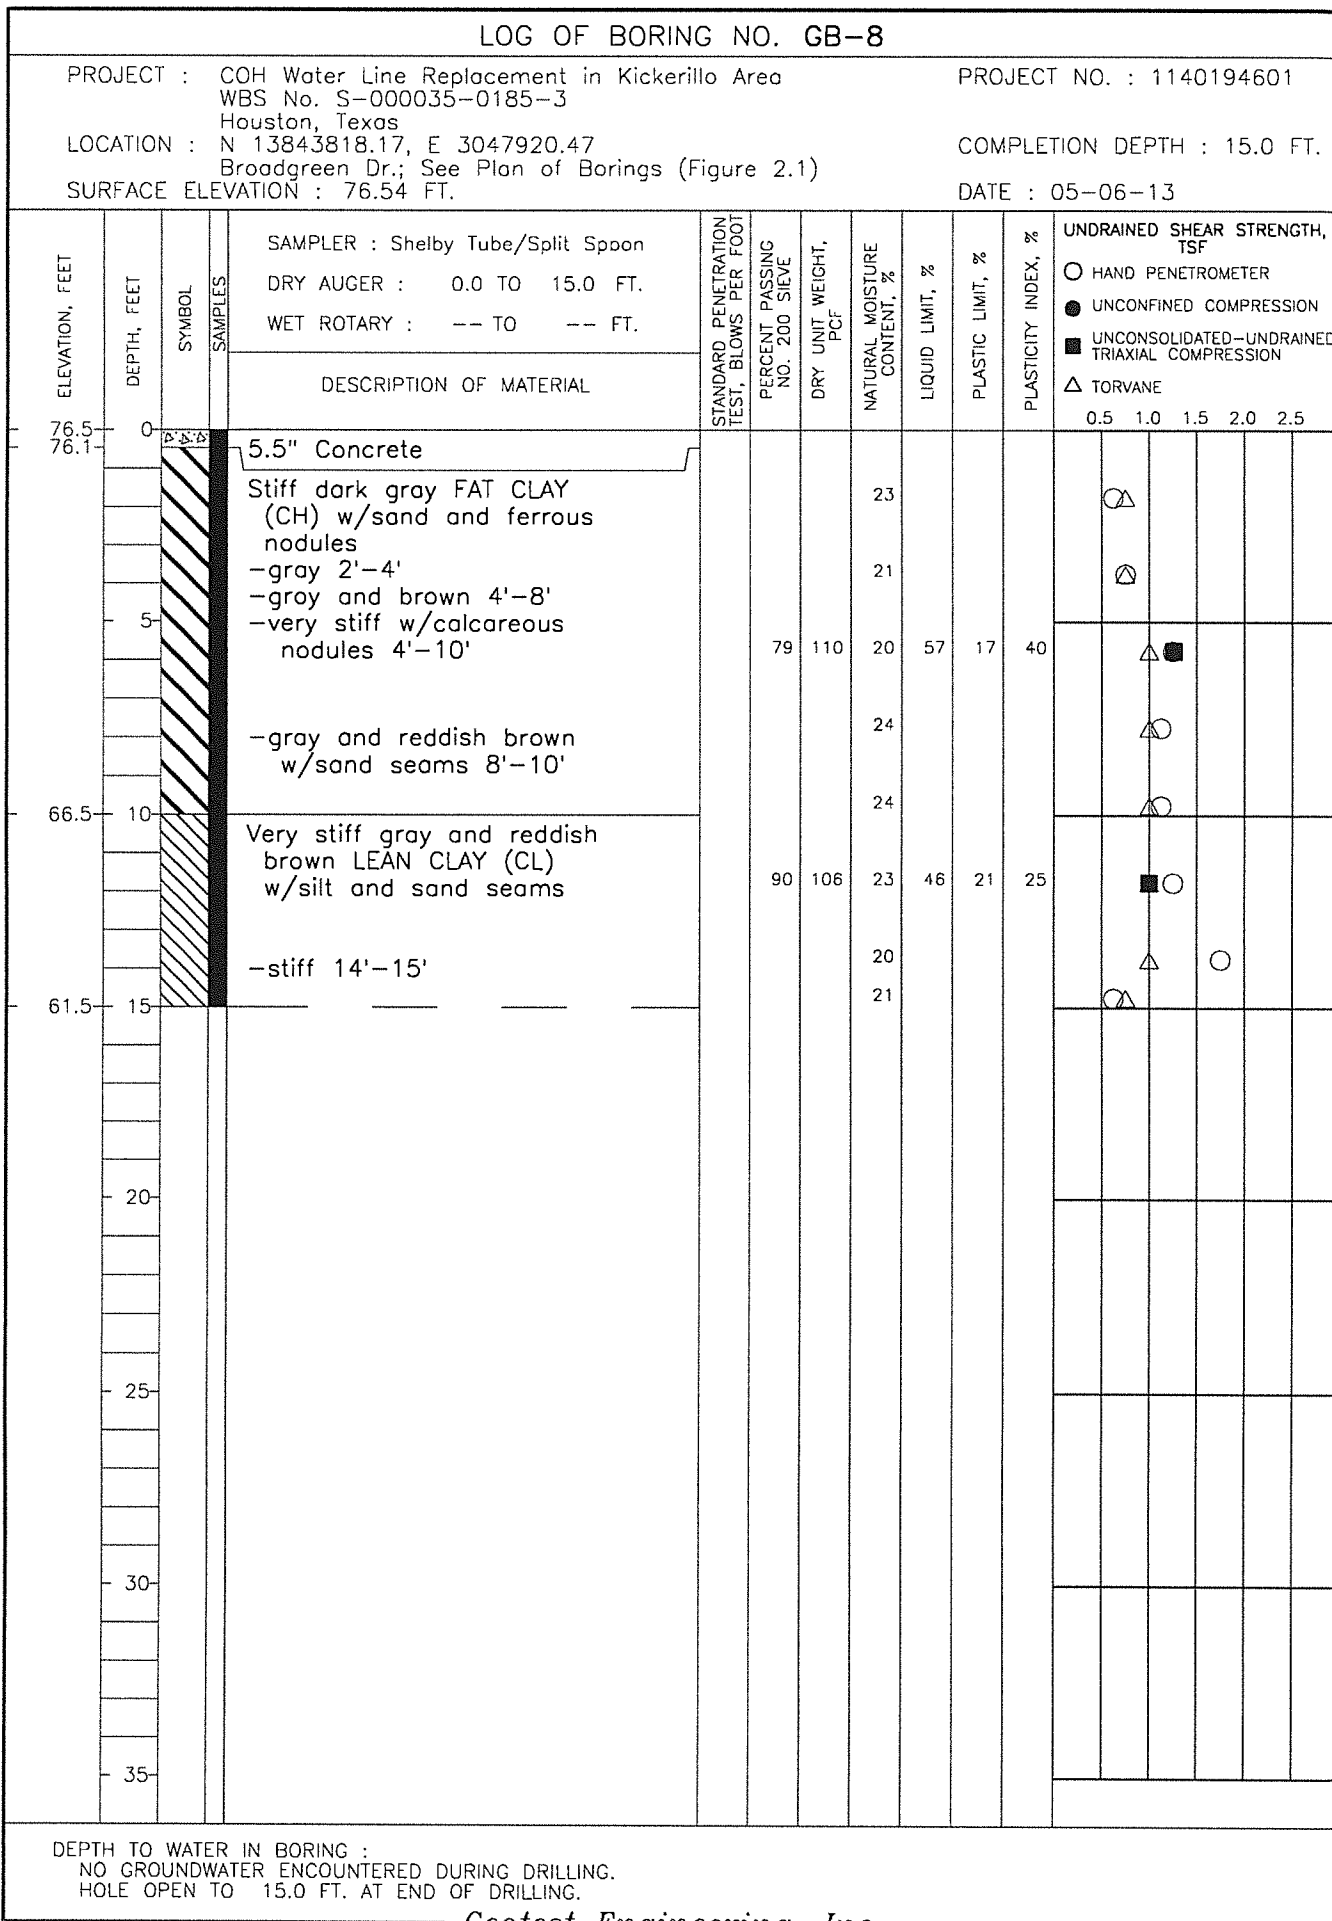 LOG OF BORING NO. GB-8
PROJECT : COH Water Line Replacement in Kickerillo Area
WBS No. S-000035-0185-3
Houston, Texas
LOCATION : N 13843818.17, E 3047920.47
Broadgreen Dr.; See Plan of Borings (Figure 2.1)
SURFACE ELEVATION : 76.54 FT.
PROJECT NO. : 1140194601
COMPLETION DEPTH : 15.0 FT.
DATE : 05-06-13
ELEVATION, FEET
DEPTH, FEET
SYMBOL
SAMPLES
SAMPLER : Shelby Tube/Split Spoon
DRY AUGER : 0.0 TO 15.0 FT.
WET ROTARY : -- TO -- FT.
DESCRIPTION OF MATERIAL
STANDARD PENETRATION
TEST, BLOWS PER FOOT
PERCENT PASSING
NO. 200 SIEVE
DRY UNIT WEIGHT,
PCF
NATURAL MOISTURE
CONTENT, %
LIQUID LIMIT, %
PLASTIC LIMIT, %
PLASTICITY INDEX, %
UNDRAINED SHEAR STRENGTH,
TSF
HAND PENETROMETER
UNCONFINED COMPRESSION
UNCONSOLIDATED-UNDRAINED
TRIAXIAL COMPRESSION
TORVANE
0.5 1.0 1.5 2.0 2.5
76.5 0
76.1
5.5" Concrete
Stiff dark gray FAT CLAY
(CH) w/sand and ferrous
nodules
23
-gray 2'-4'
21
-gray and brown 4'-8'
5
-very stiff w/calcareous
nodules 4'-10'
79 110 20 57 17 40
24
-gray and reddish brown
w/sand seams 8'-10'
24
66.5 10
Very stiff gray and reddish
brown LEAN CLAY (CL)
w/silt and sand seams
90 106 23 46 21 25
20
-stiff 14'-15'
21
61.5 15
20
25
30
35
DEPTH TO WATER IN BORING :
NO GROUNDWATER ENCOUNTERED DURING DRILLING.
HOLE OPEN TO 15.0 FT. AT END OF DRILLING.